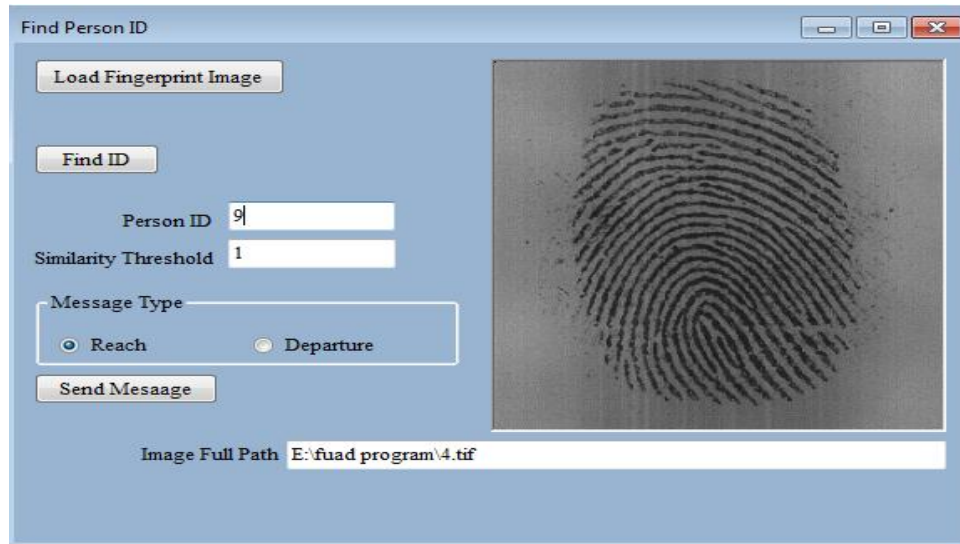 Find Person ID
Load Fingerprint Image
Find ID
Person ID 9
Similarity Threshold 1
Message Type
Reach Departure
Send Mesaage
Image Full Path E:\fuad program\4.tif